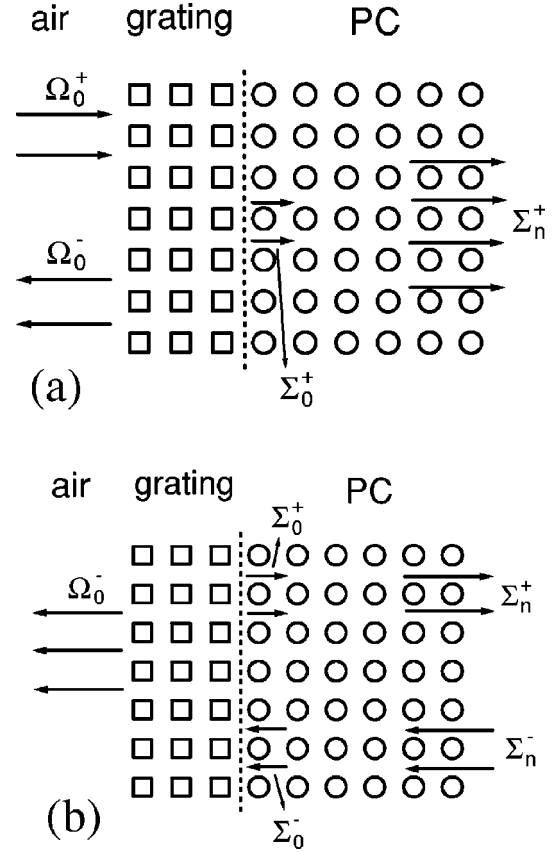 air grating PC
Ω₀⁺
Σₙ⁺
Ω₀⁻
Σ₀⁺
(a)
air grating PC
Σ₀⁺
Ω₀⁻
Σₙ⁺
Σₙ⁻
Σ₀⁻
(b)